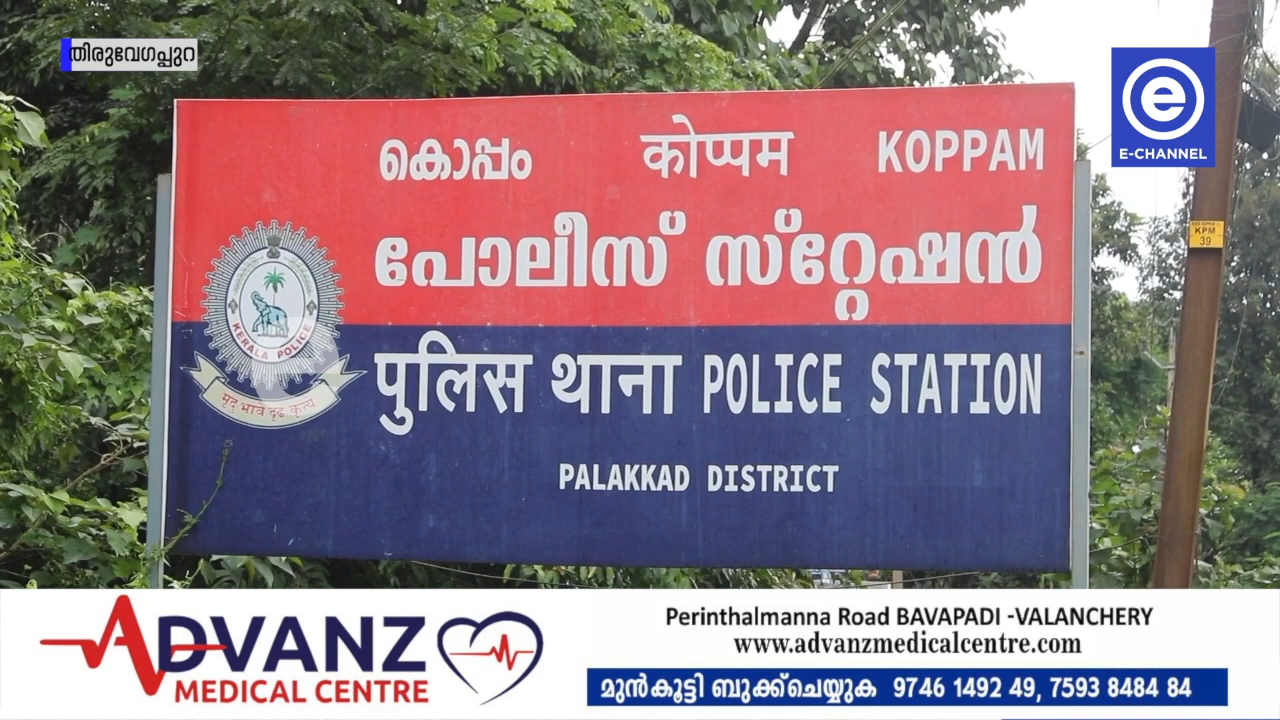 തിരുവേഗപ്പുറ
e
E-CHANNEL
കൊപ്പം कोप्पम KOPPAM
പോലീസ് സ്റ്റേഷൻ
KERALA POLICE
मृदु भावे दृढ कृत्ये
पुलिस थाना POLICE STATION
PALAKKAD DISTRICT
KPM
39
ADVANZ
MEDICAL CENTRE
Perinthalmanna Road BAVAPADI -VALANCHERY
www.advanzmedicalcentre.com
മുൻകൂട്ടി ബുക്ക്ചെയ്യുക 9746 1492 49, 7593 8484 84